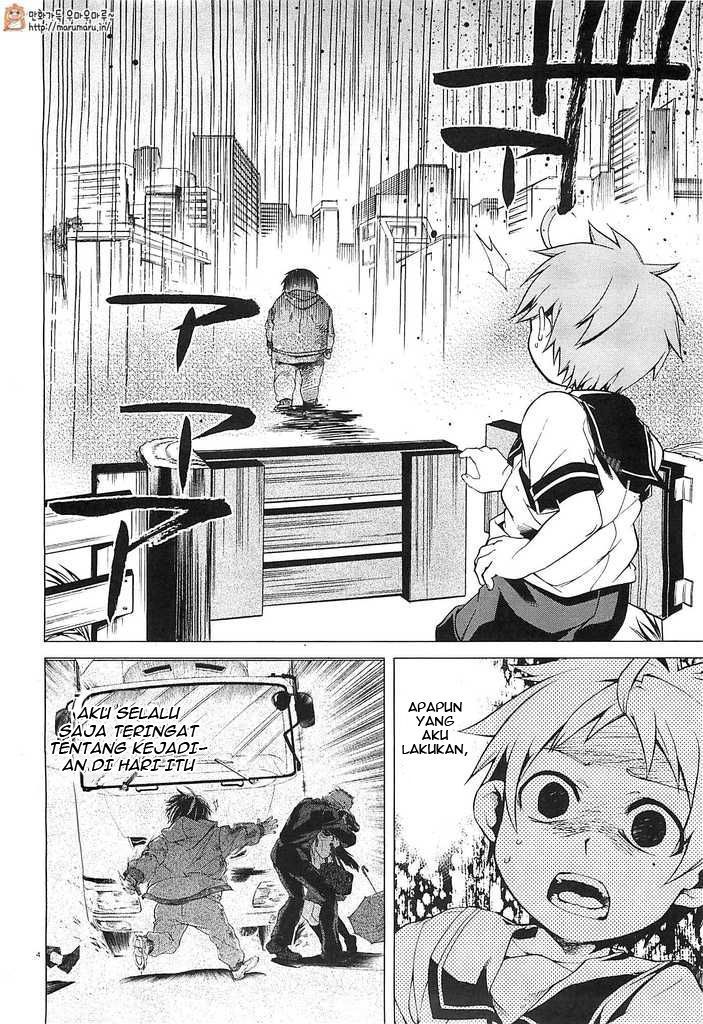 만화가득 우마우마루~
http://marumaru.in/
ザアアア
APAPUN
YANG
AKU
LAKUKAN,
AKU SELALU
SAJA TERINGAT
TENTANG KEJADI-
AN DI HARI-ITU
4